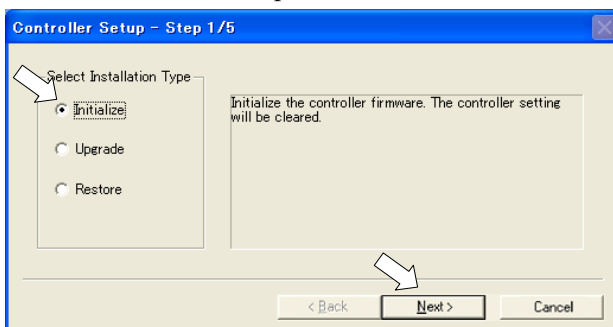 Controller Setup - Step 1/5
Select Installation Type
Initialize
Initialize the controller firmware. The controller setting
will be cleared.
Upgrade
Restore
< Back
Next >
Cancel